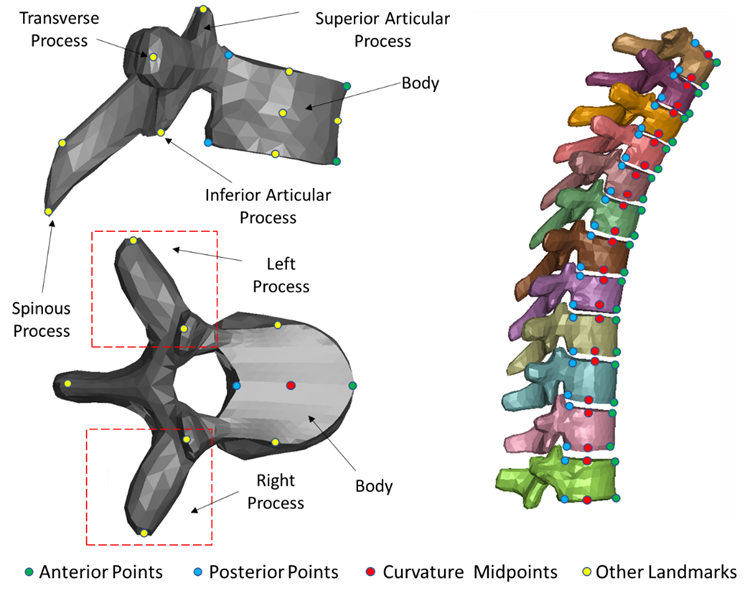 Transverse
Process
Superior Articular
Process
Body
Inferior Articular
Process
Left
Process
Spinous
Process
Right
Process
Body
Anterior Points
Posterior Points
Curvature Midpoints
Other Landmarks